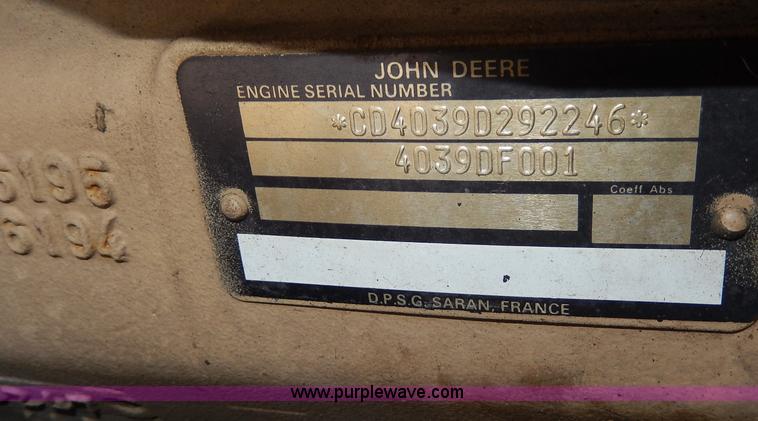 JOHN DEERE
ENGINE SERIAL NUMBER
*CD4039D292246*
4039DF001
Coeff. Abs
D.P.S.G. SARAN, FRANCE
6195
6194
www.purplewave.com